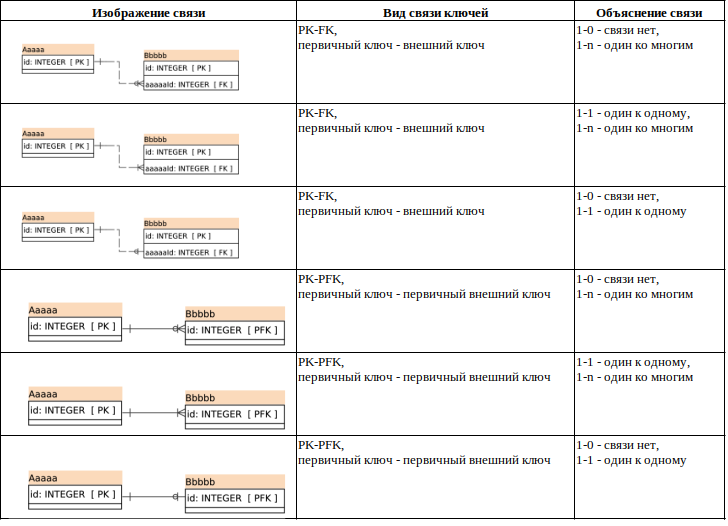 Изображение связи Вид связи ключей Объяснение связи
Aaaaa
id: INTEGER [ PK ]
Bbbbb
id: INTEGER [ PK ]
aaaaaId: INTEGER [ FK ]
PK-FK,
первичный ключ - внешний ключ
1-0 - связи нет,
1-n - один ко многим
Aaaaa
id: INTEGER [ PK ]
Bbbbb
id: INTEGER [ PK ]
aaaaaId: INTEGER [ FK ]
PK-FK,
первичный ключ - внешний ключ
1-1 - один к одному,
1-n - один ко многим
Aaaaa
id: INTEGER [ PK ]
Bbbbb
id: INTEGER [ PK ]
aaaaaId: INTEGER [ FK ]
PK-FK,
первичный ключ - внешний ключ
1-0 - связи нет,
1-1 - один к одному
Aaaaa
id: INTEGER [ PK ]
Bbbbb
id: INTEGER [ PFK ]
PK-PFK,
первичный ключ - первичный внешний ключ
1-0 - связи нет,
1-n - один ко многим
Aaaaa
id: INTEGER [ PK ]
Bbbbb
id: INTEGER [ PFK ]
PK-PFK,
первичный ключ - первичный внешний ключ
1-1 - один к одному,
1-n - один ко многим
Aaaaa
id: INTEGER [ PK ]
Bbbbb
id: INTEGER [ PFK ]
PK-PFK,
первичный ключ - первичный внешний ключ
1-0 - связи нет,
1-1 - один к одному